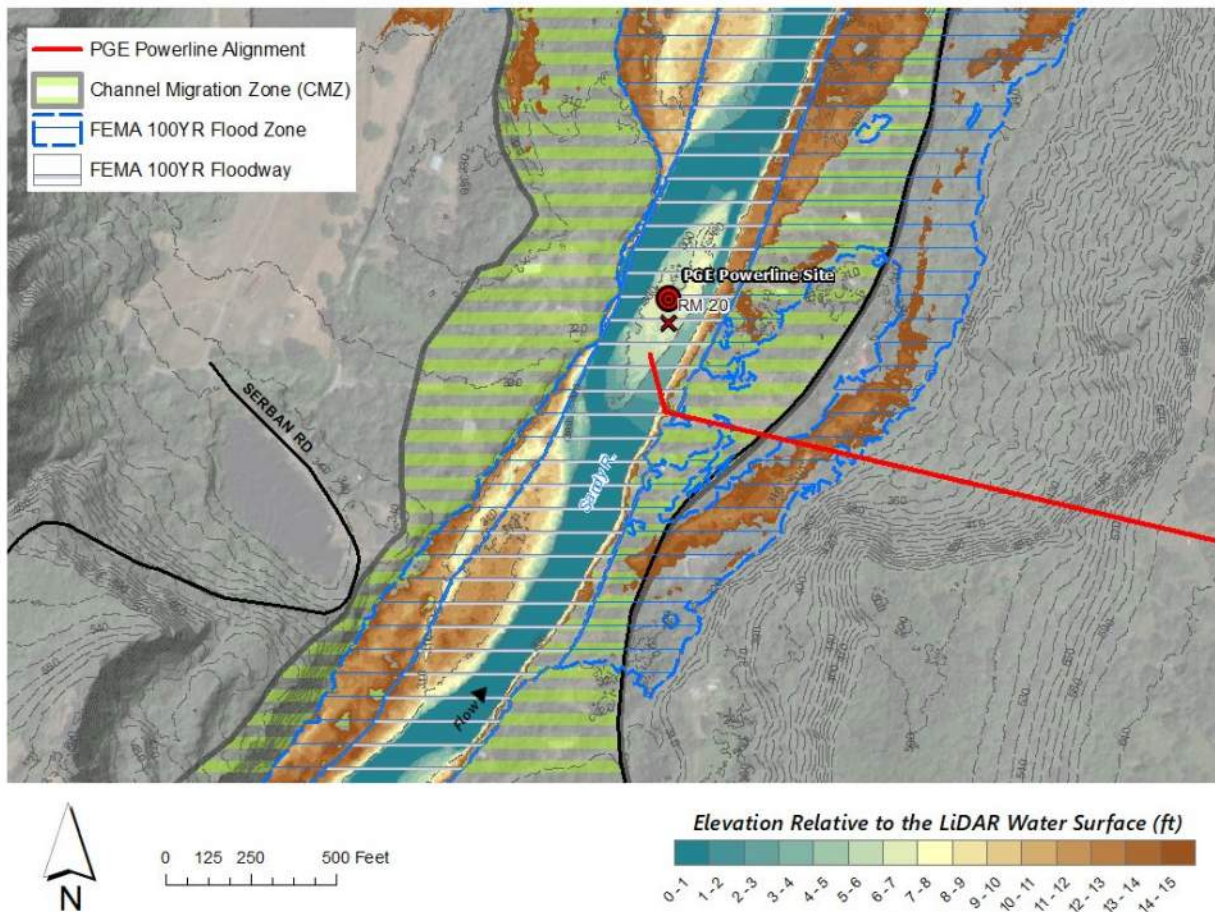 PGE Powerline Alignment
Channel Migration Zone (CMZ)
FEMA 100YR Flood Zone
FEMA 100YR Floodway
PGE Powerline Site
RM 20
SERBAN RD
Sandy R.
Flow
N
0 125 250 500 Feet
Elevation Relative to the LiDAR Water Surface (ft)
0 - 1
1 - 2
2 - 3
3 - 4
4 - 5
5 - 6
6 - 7
7 - 8
8 - 9
9 - 10
10 - 11
11 - 12
12 - 13
13 - 14
14 - 15